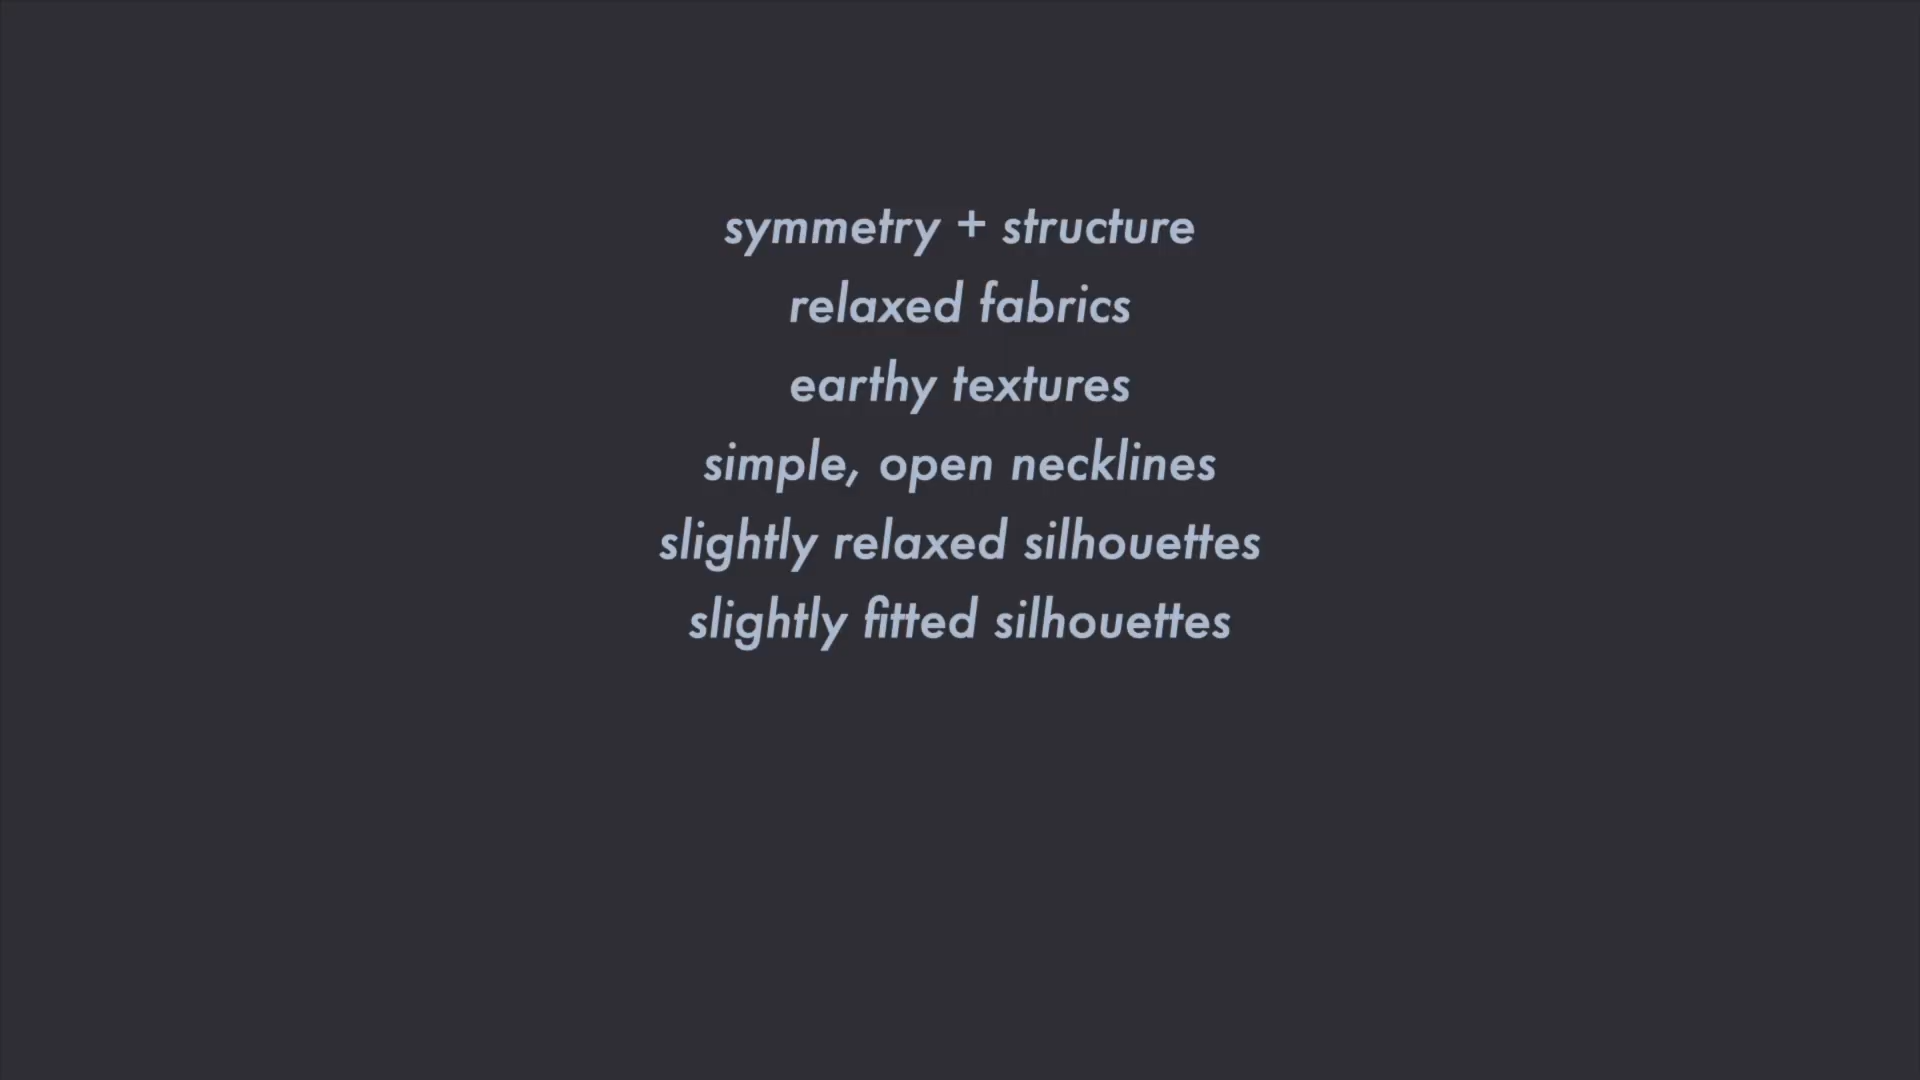 symmetry + structure
relaxed fabrics
earthy textures
simple, open necklines
slightly relaxed silhouettes
slightly fitted silhouettes